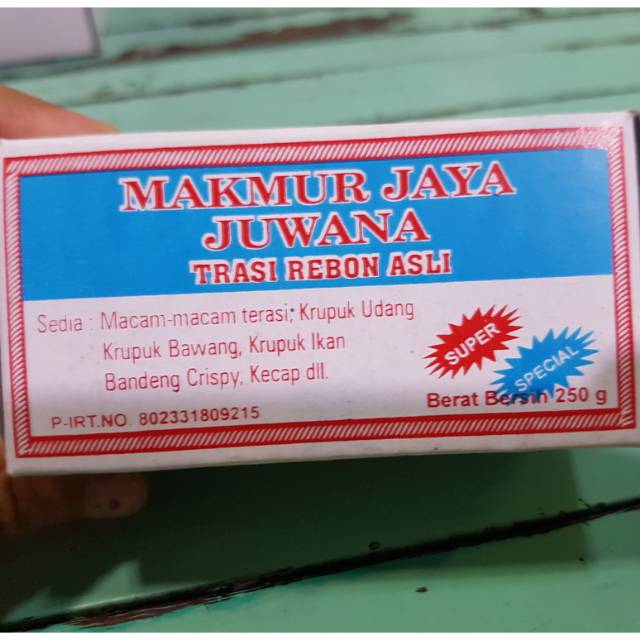 MAKMUR JAYA
JUWANA
TRASI REBON ASLI
Sedia : Macam-macam terasi, Krupuk Udang
Krupuk Bawang, Krupuk Ikan
Bandeng Crispy, Kecap dll.
SUPER
SPECIAL
P-IRT.NO. 802331809215
Berat Bersih 250 g